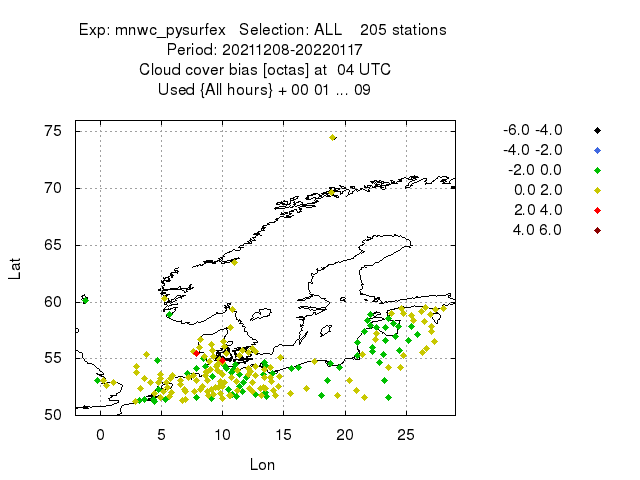 Exp: mnwc_pysurfex   Selection: ALL    205 stations
Period: 20211208-20220117
Cloud cover bias [octas] at  04 UTC
Used {All hours} + 00 01 ... 09
-6.0 -4.0
-4.0 -2.0
-2.0 0.0
0.0 2.0
2.0 4.0
4.0 6.0
75
70
65
60
55
50
Lat
0 5 10 15 20 25
Lon